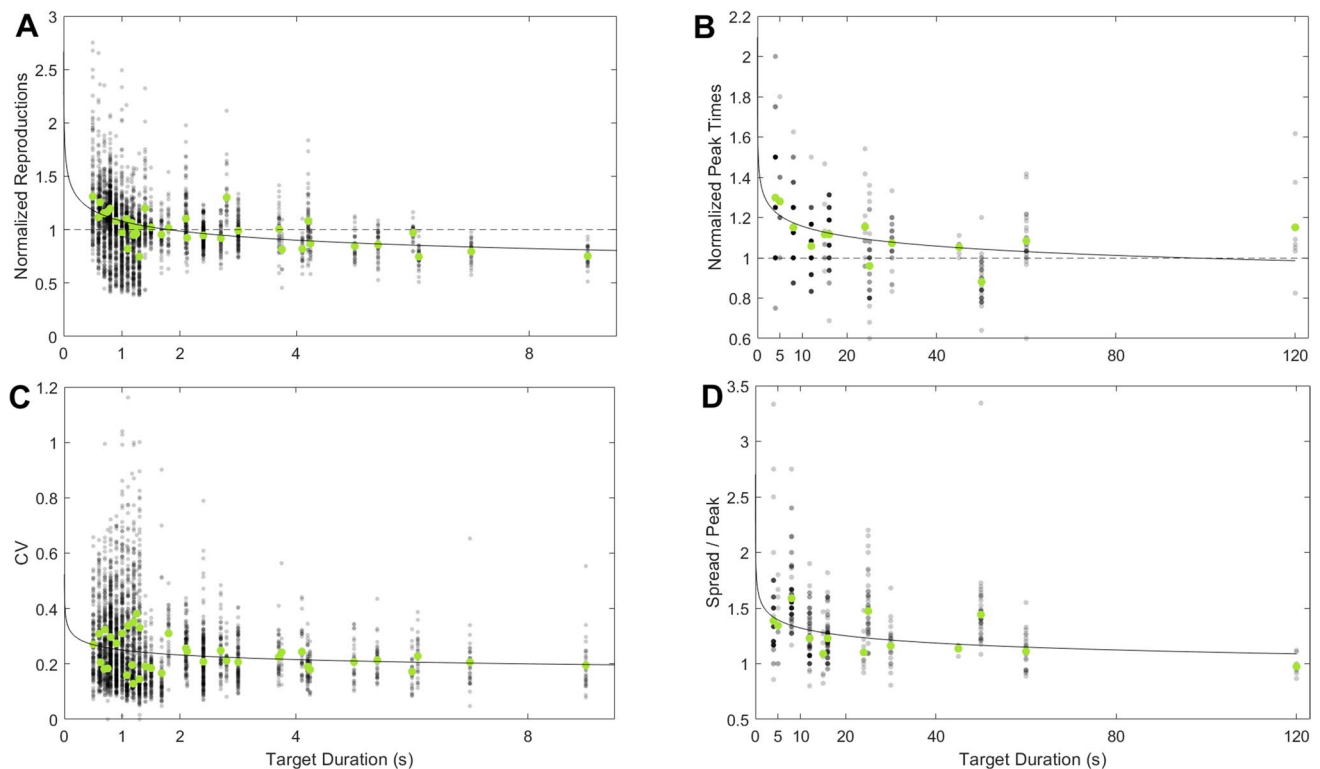 A
Normalized Reproductions
3
2.5
2
1.5
1
0.5
0
0 1 2 4 8
B
Normalized Peak Times
2.2
2
1.8
1.6
1.4
1.2
1
0.8
0.6
0 5 10 20 40 80 120
C
CV
1.2
1
0.8
0.6
0.4
0.2
0
0 1 2 4 8
Target Duration (s)
D
Spread / Peak
3.5
3
2.5
2
1.5
1
0.5
0 5 10 20 40 80 120
Target Duration (s)